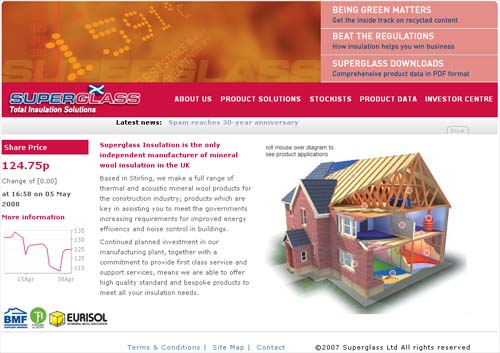 BEING GREEN MATTERS
Get the inside track on recycled content
BEAT THE REGULATIONS
How insulation helps you win business
SUPERGLASS DOWNLOADS
Comprehensive product data in PDF format
SUPERGLASS
SUPERGLASS
Total Insulation Solutions
ABOUT US PRODUCT SOLUTIONS STOCKISTS PRODUCT DATA INVESTOR CENTRE
Latest news: Spam reaches 30-year anniversary
Share Price
124.75p
Change of [0.00]
at 16:58 on 05 May
2008
More information
135
130
125
120
115
15Apr 30Apr
Superglass Insulation is the only
independent manufacturer of mineral
wool insulation in the UK
Based in Stirling, we make a full range of
thermal and acoustic mineral wool products for
the construction industry; products which are
key in assisting you to meet the governments
increasing requirements for improved energy
efficiency and noise control in buildings.
Continued planned investment in our
manufacturing plant, together with a
commitment to provide first class service and
support services, means we are able to offer
high quality standard and bespoke products to
meet all your insulation needs.
roll mouse over diagram to
see product applications
BMF
EURISOL
Terms & Conditions | Site Map | Contact
©2007 Superglass Ltd All rights reserved